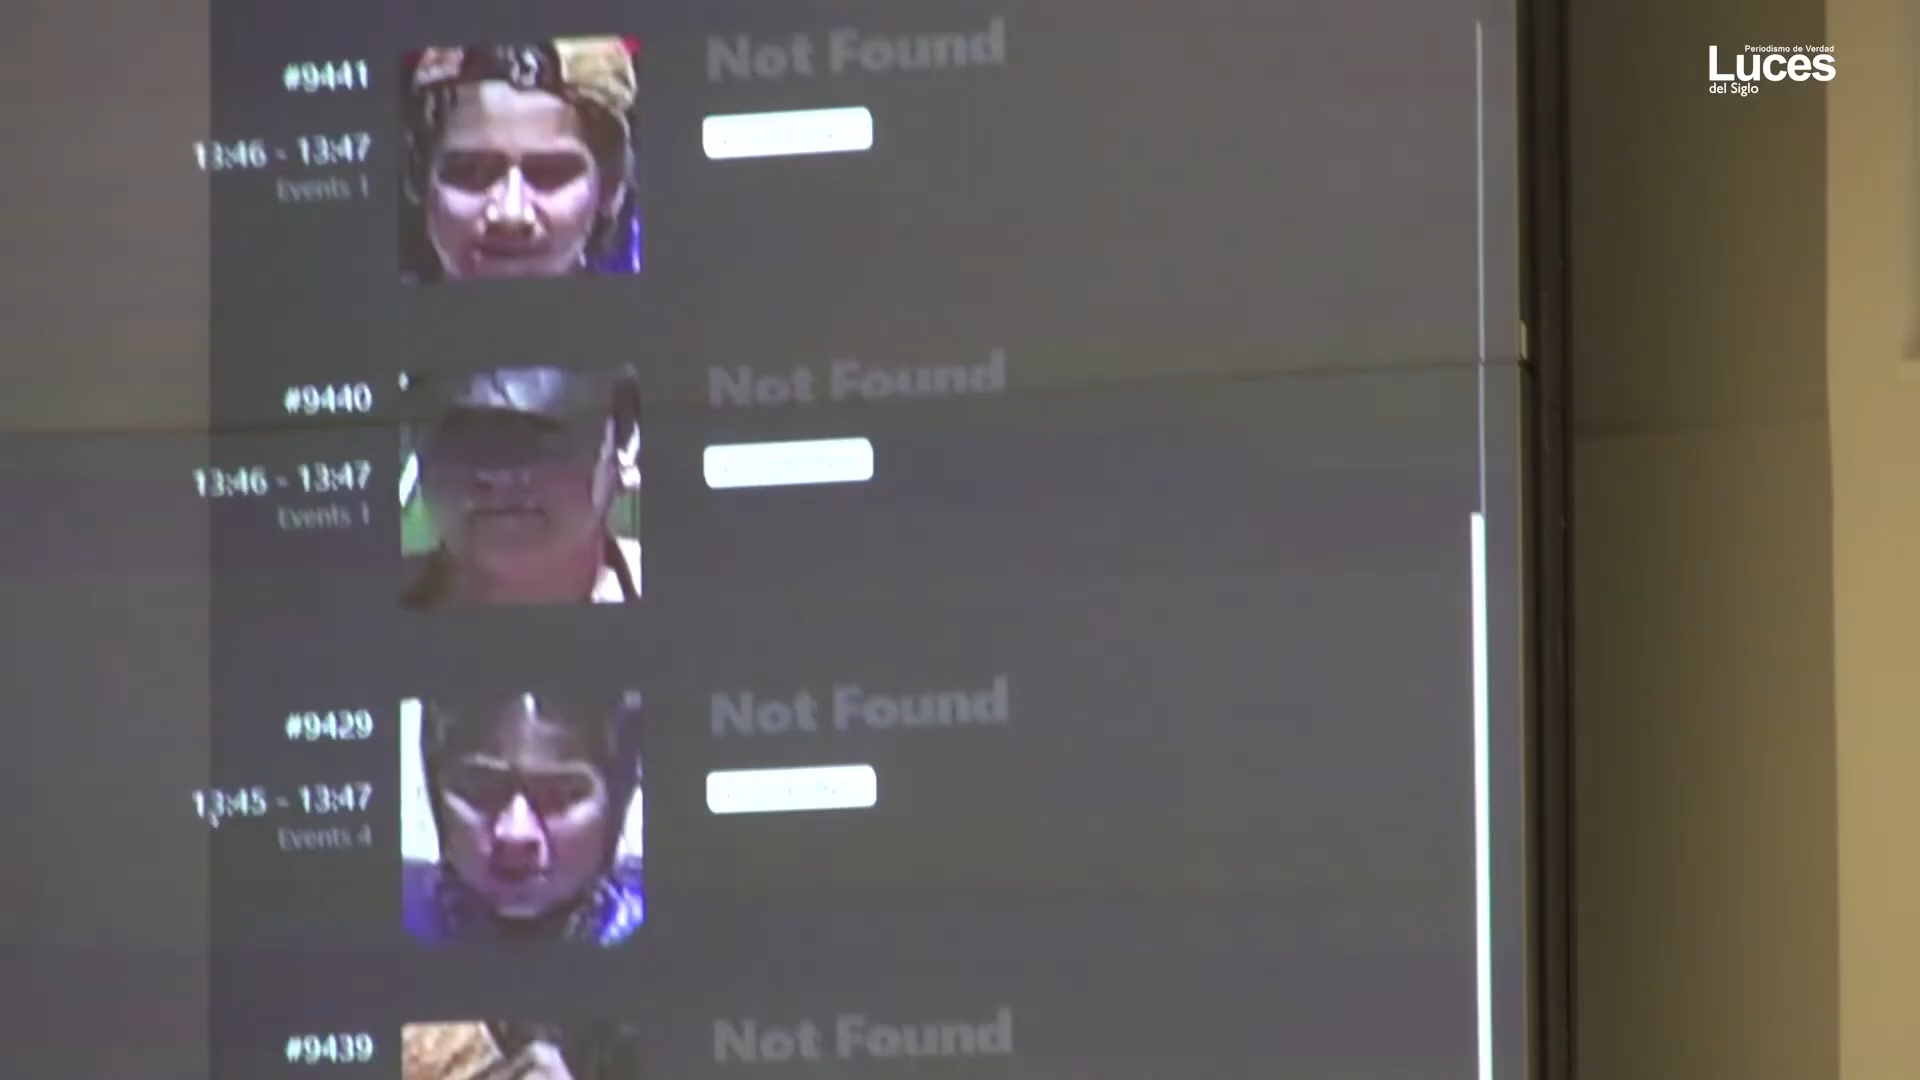 Periodismo de Verdad
Luces
del Siglo
#9441
Not Found
13:46 - 13:47
Events 1
#9440
Not Found
13:46 - 13:47
Events 1
#9429
Not Found
13:45 - 13:47
Events 4
#9439
Not Found